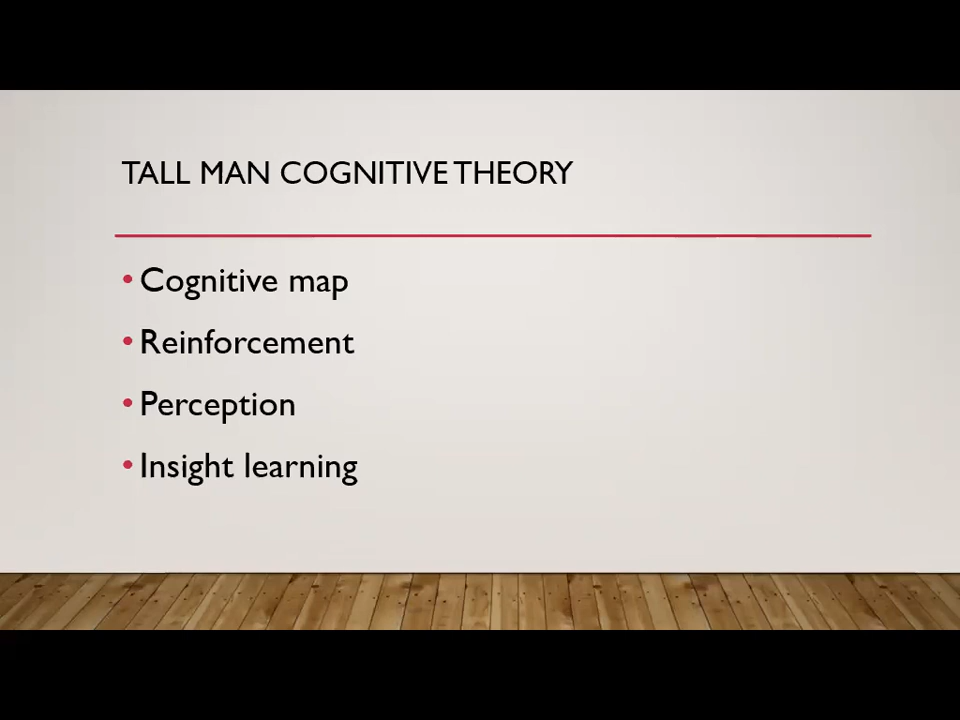 TALL MAN COGNITIVE THEORY
• Cognitive map
• Reinforcement
• Perception
• Insight learning